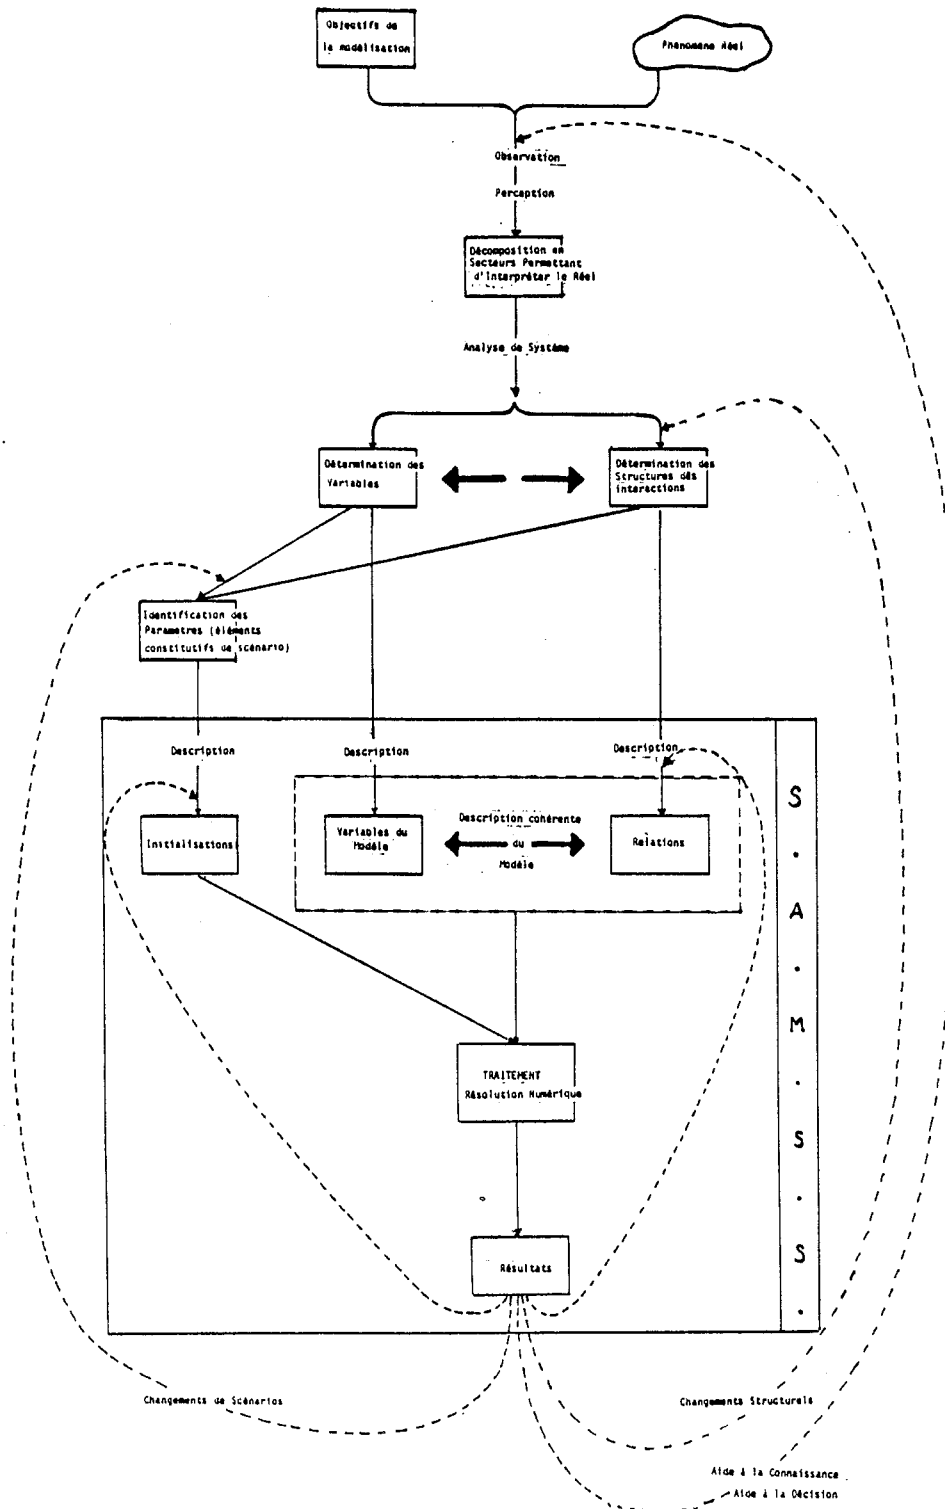 Objectifs de
la modélisation
Phénomène Réel
Observation
Perception
Décomposition en
Secteurs Permettant
d'Interpréter le Réel
Analyse de Système
Détermination des
Variables
Détermination des
Structures dès
interactions
Identification des
Parametres (éléments
constitutifs de scénario)
Description
Description
Description
Initialisations
Variables du
Modèle
Description cohérente
du
Modèle
Relations
TRAITEMENT
Résolution Numérique
Résultats
S.A.M.S.S.
Changements de Scénarios
Changements Structurels
Aide à la Connaissance
Aide à la Décision